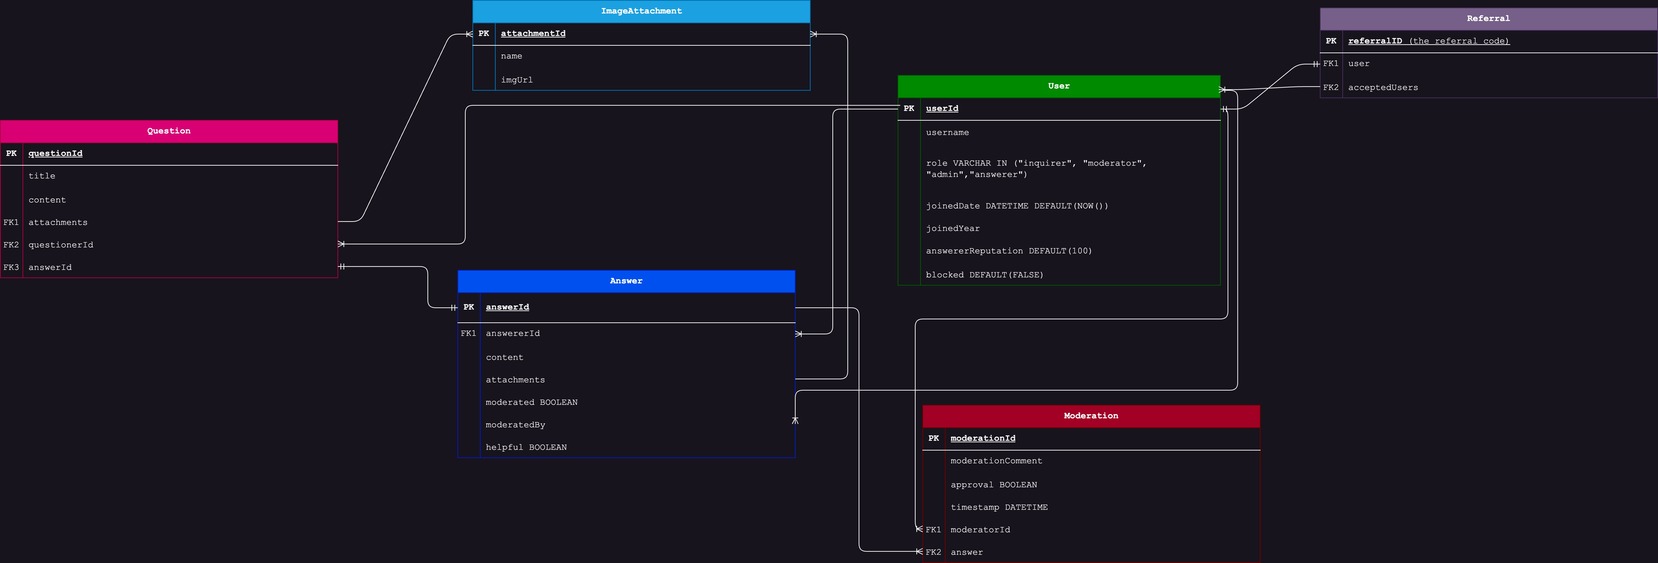 ImageAttachment
PK attachmentId
name
imgUrl
Referral
PK referralID (the referral code)
FK1 user
FK2 acceptedUsers
User
PK userId
username
role VARCHAR IN ("inquirer", "moderator",
"admin","answerer")
joinedDate DATETIME DEFAULT(NOW())
joinedYear
answererReputation DEFAULT(100)
blocked DEFAULT(FALSE)
Question
PK questionId
title
content
FK1 attachments
FK2 questionerId
FK3 answerId
Answer
PK answerId
FK1 answererId
content
attachments
moderated BOOLEAN
moderatedBy
helpful BOOLEAN
Moderation
PK moderationId
moderationComment
approval BOOLEAN
timestamp DATETIME
FK1 moderatorId
FK2 answer